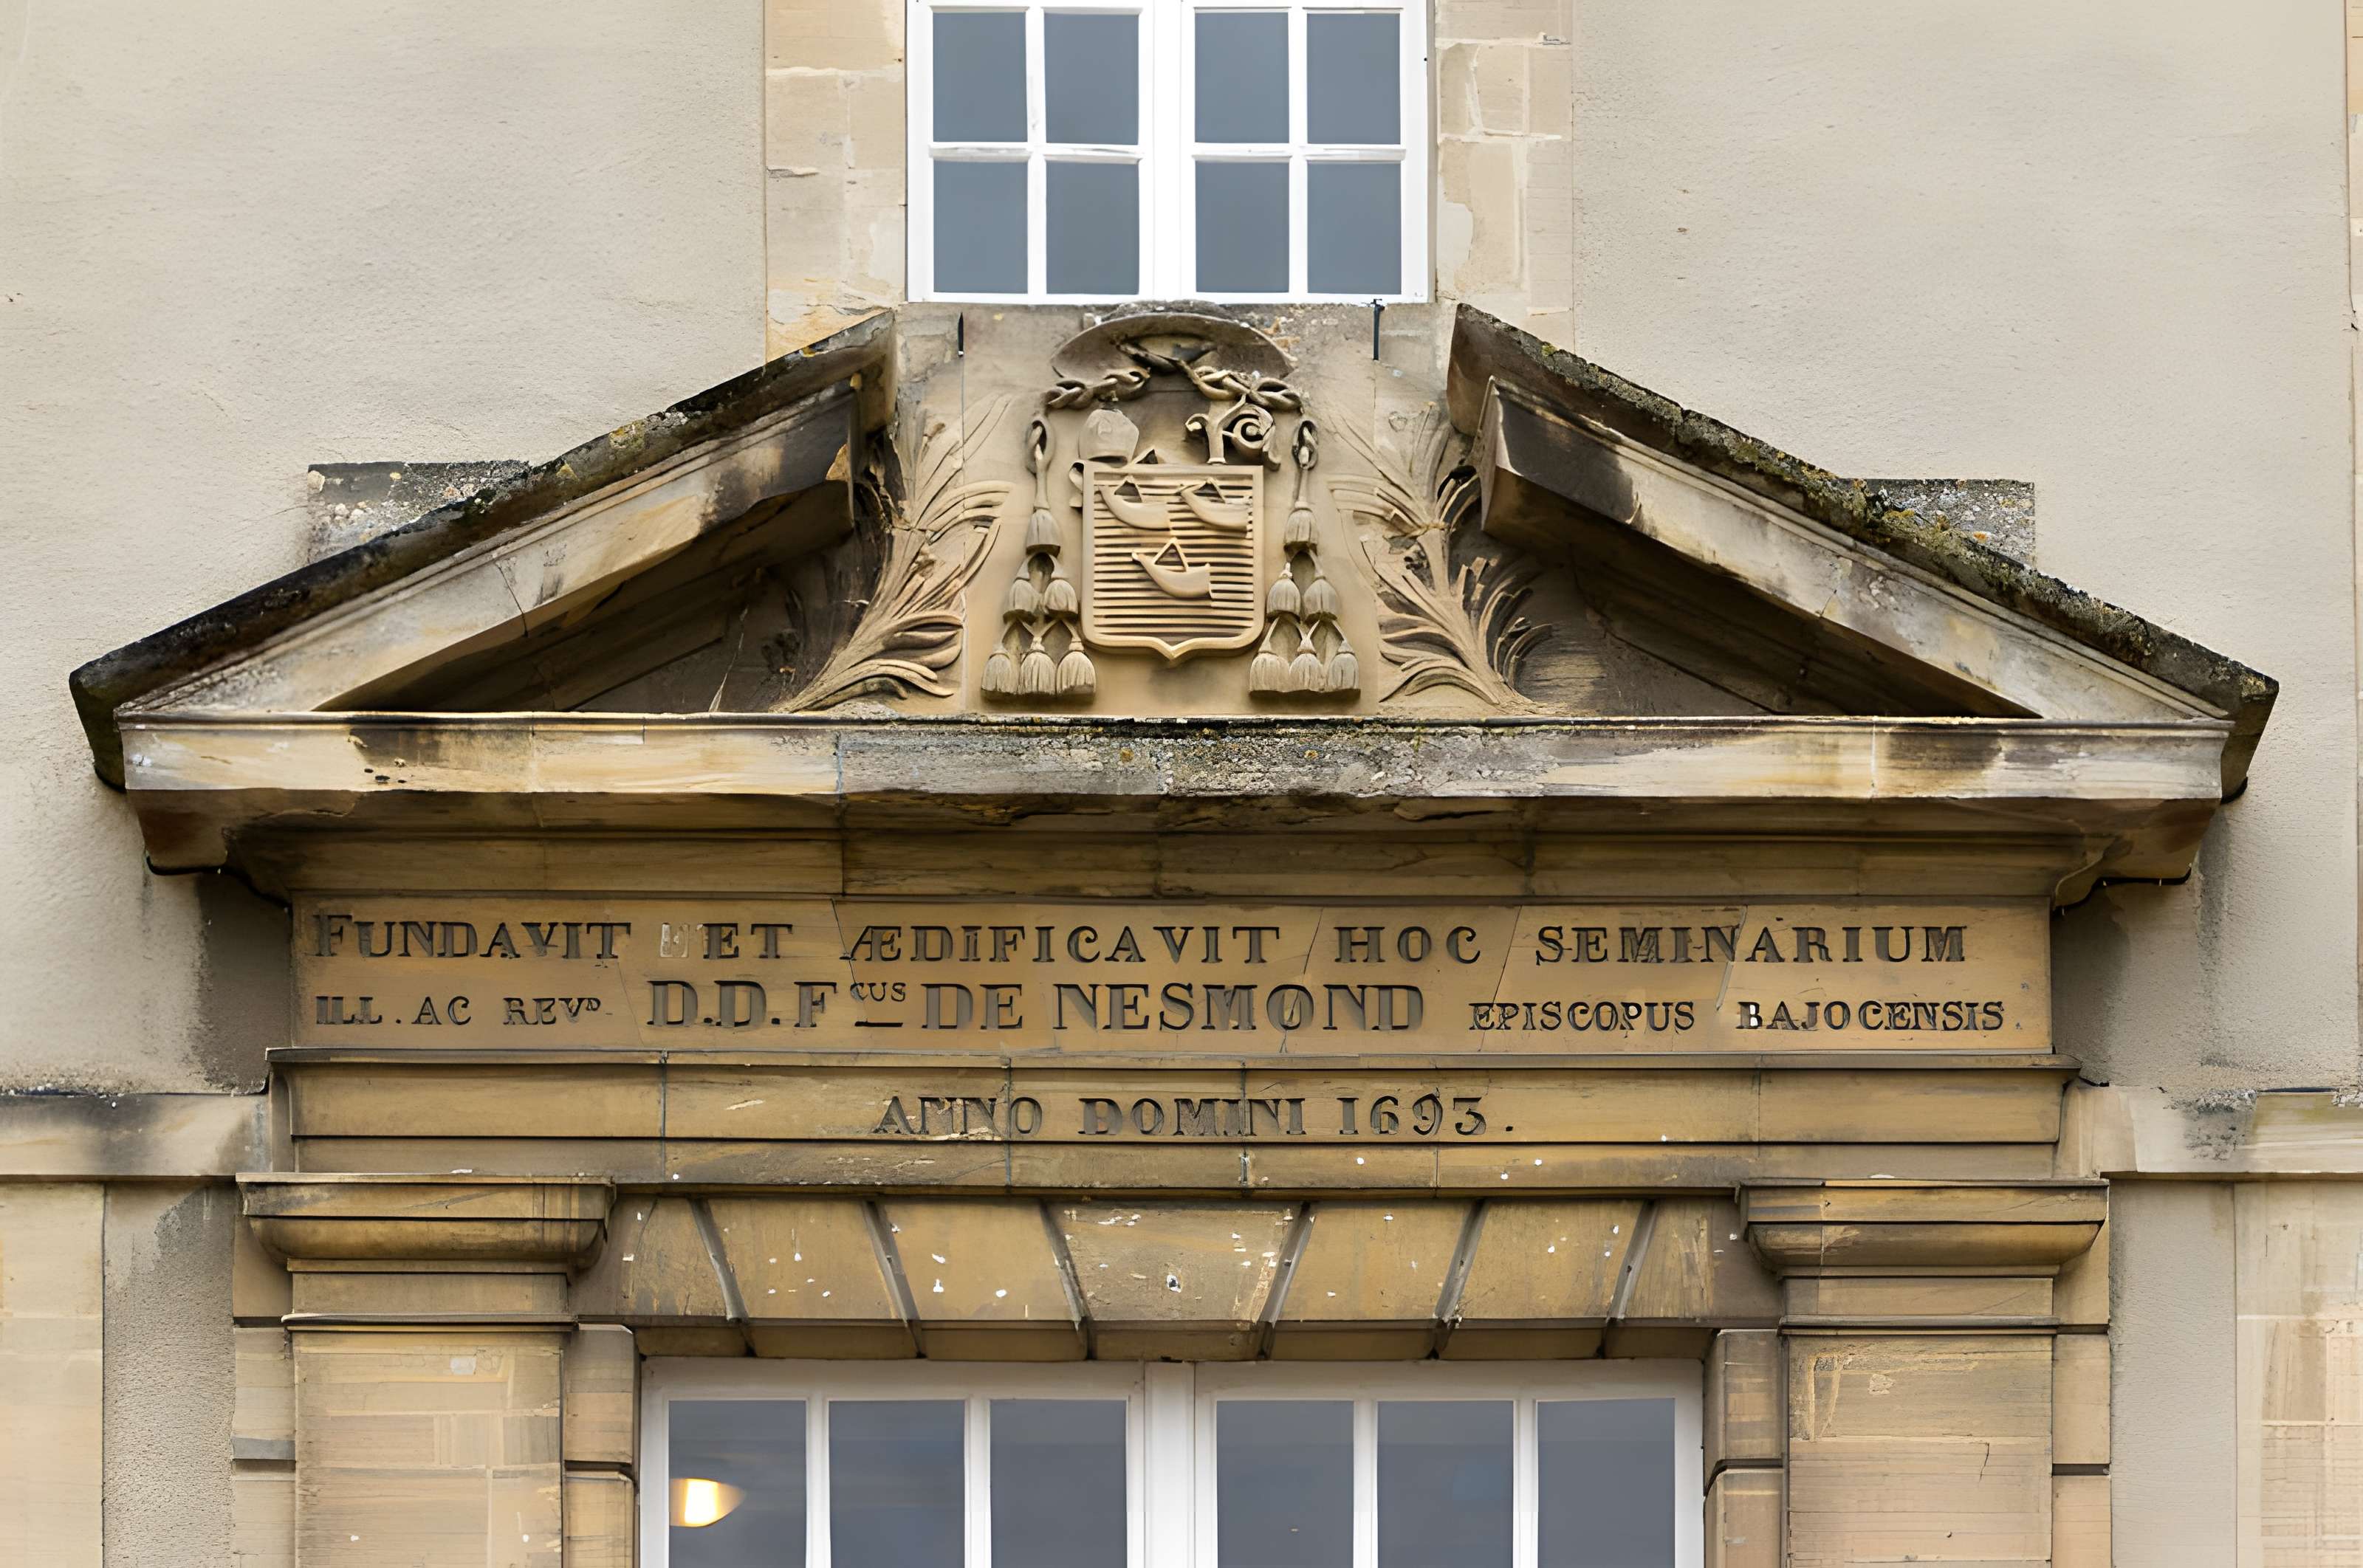 FUNDAVIT ET ÆDIFICAVIT HOC SEMINARIUM
ILL. AC REVD. D.D. FCUS DE NESMOND EPISCOPUS BAJOCENSIS.
ANNO DOMINI 1693.